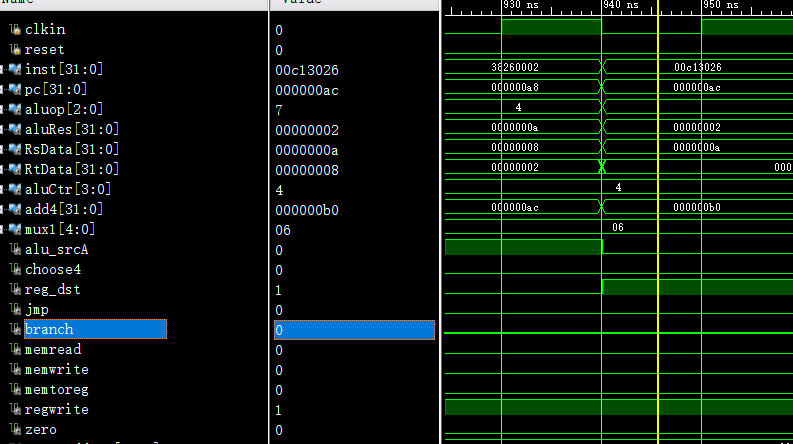 Value
930 ns 940 ns 950 ns
clkin 0
reset 0
inst[31:0] 00c13026 38260002 00c13026
pc[31:0] 000000ac 000000a8 000000ac
aluop[2:0] 7 4
aluRes[31:0] 00000002 0000000a 00000002
RsData[31:0] 0000000a 00000008 0000000a
RtData[31:0] 00000008 00000002 000
aluCtr[3:0] 4 4
add4[31:0] 000000b0 000000ac 000000b0
mux1[4:0] 06 06
alu_srcA 0
choose4 0
reg_dst 1
jmp 0
branch 0
memread 0
memwrite 0
memtoreg 0
regwrite 1
zero 0